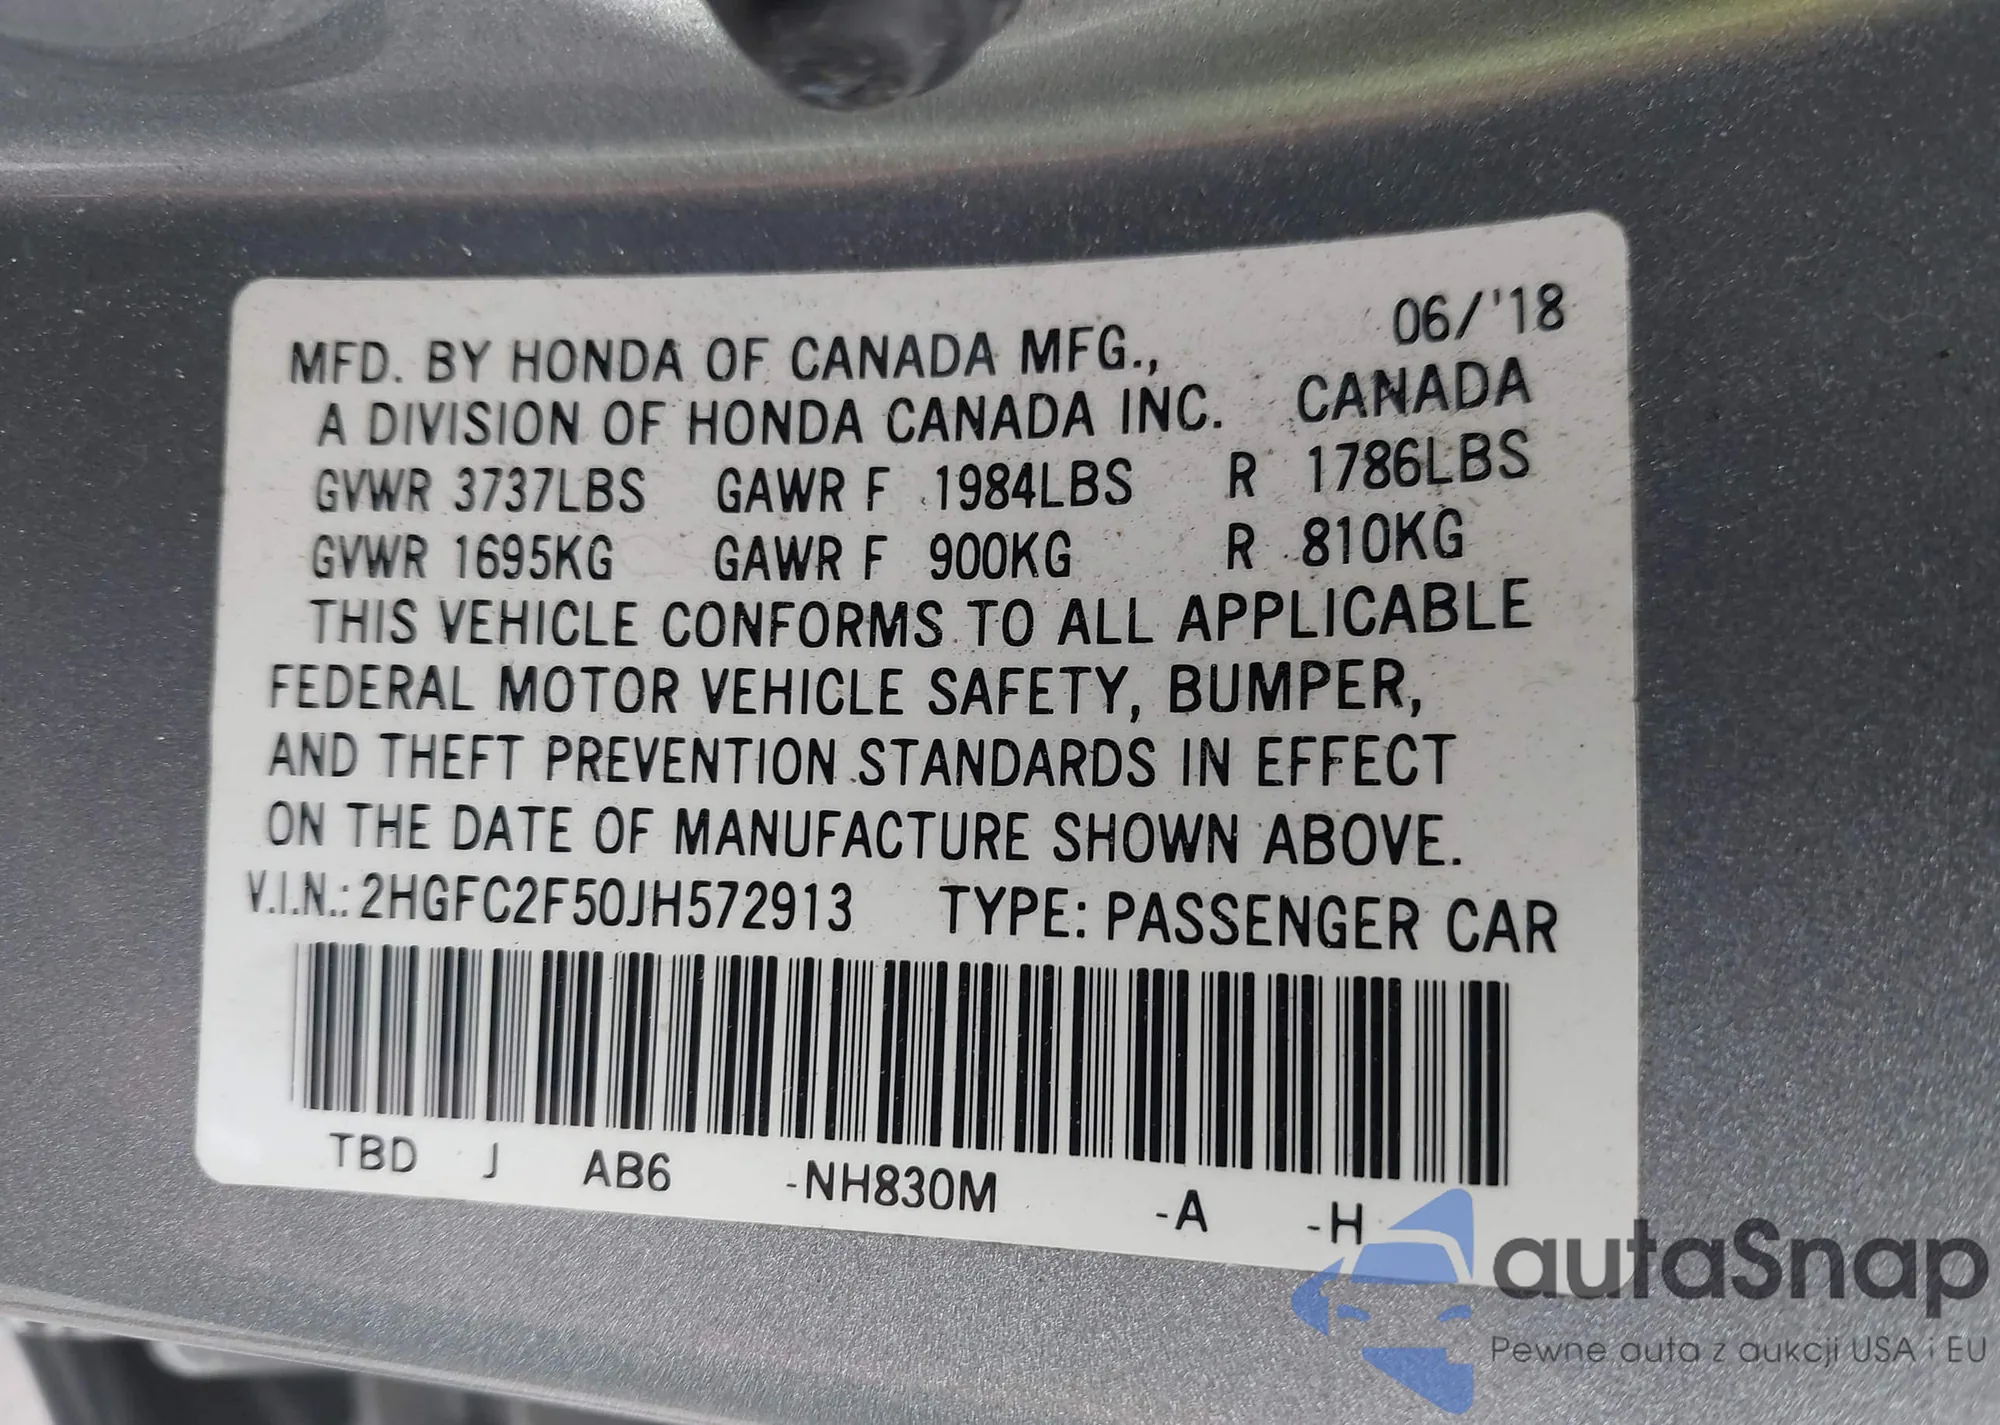 06/'18
MFD. BY HONDA OF CANADA MFG.,
A DIVISION OF HONDA CANADA INC. CANADA
GVWR 3737LBS GAWR F 1984LBS R 1786LBS
GVWR 1695KG GAWR F 900KG R 810KG
THIS VEHICLE CONFORMS TO ALL APPLICABLE
FEDERAL MOTOR VEHICLE SAFETY, BUMPER,
AND THEFT PREVENTION STANDARDS IN EFFECT
ON THE DATE OF MANUFACTURE SHOWN ABOVE.
V.I.N.: 2HGFC2F50JH572913 TYPE: PASSENGER CAR
TBD J AB6 -NH830M -A -H
autaSnap
Pewne auta z aukcji USA i EU